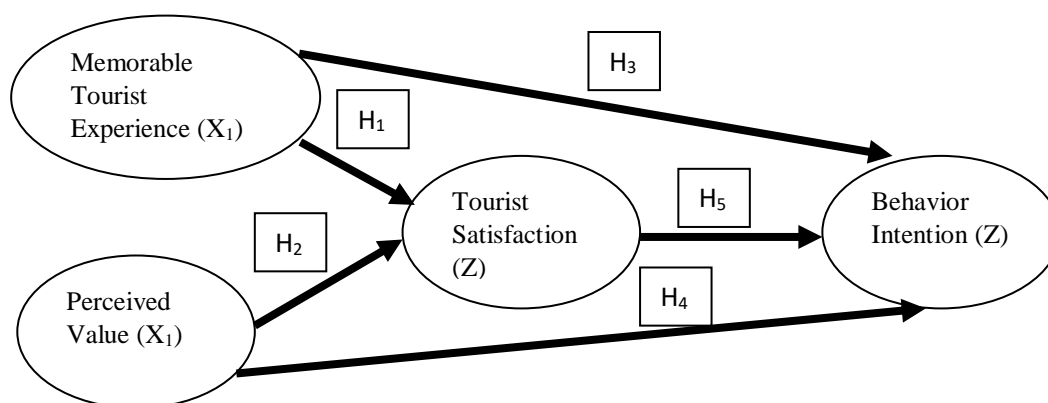 Memorable
Tourist
Experience (X₁)
H₃
H₁
Tourist
Satisfaction
(Z)
H₅
Behavior
Intention (Z)
H₂
Perceived
Value (X₁)
H₄